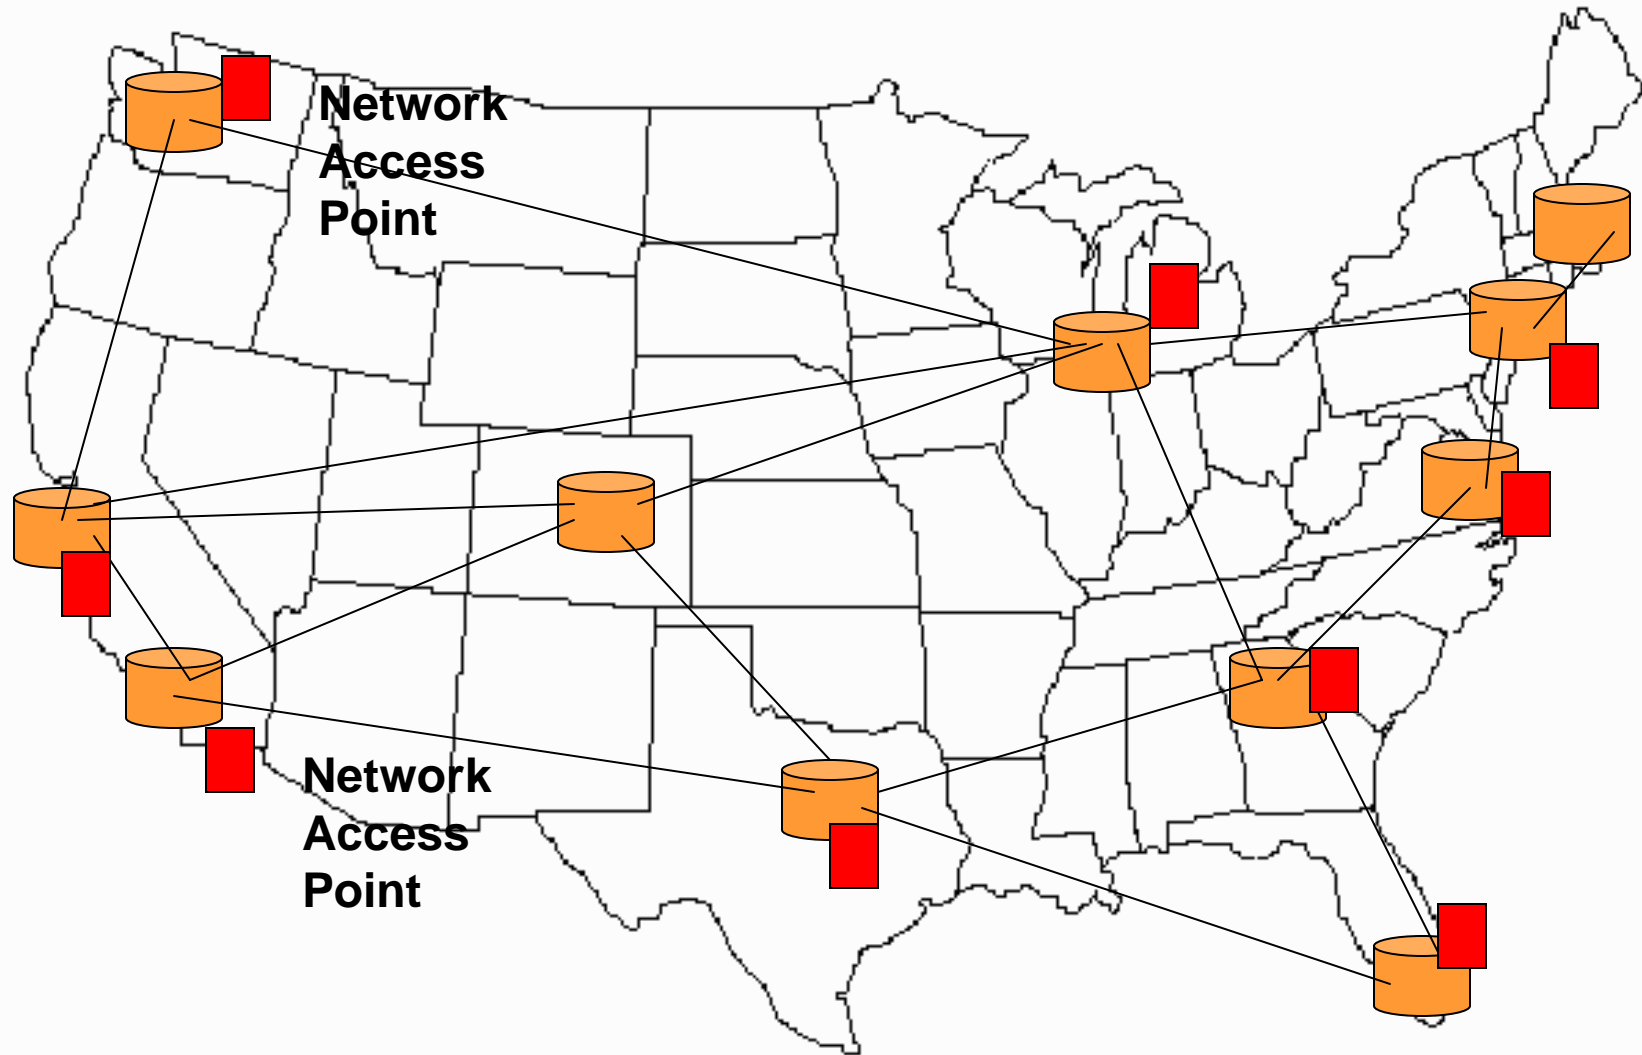 Network
Access
Point
Network
Access
Point